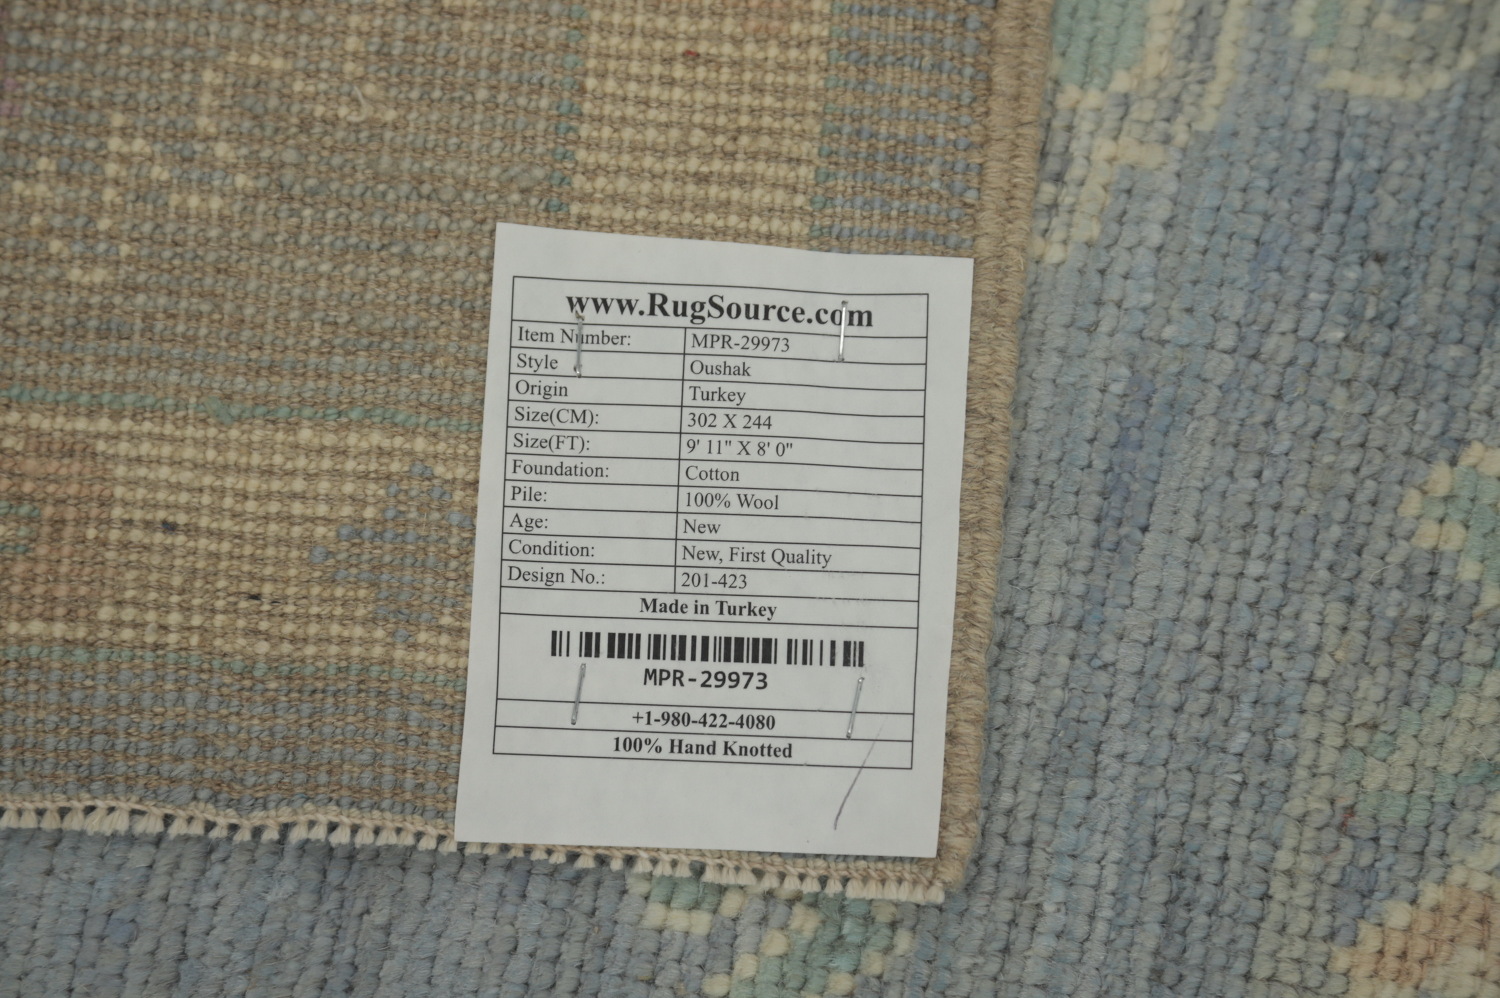 www.RugSource.com
Item Number: MPR-29973
Style Oushak
Origin Turkey
Size(CM): 302 X 244
Size(FT): 9' 11" X 8' 0"
Foundation: Cotton
Pile: 100% Wool
Age: New
Condition: New, First Quality
Design No.: 201-423
Made in Turkey
MPR-29973
+1-980-422-4080
100% Hand Knotted